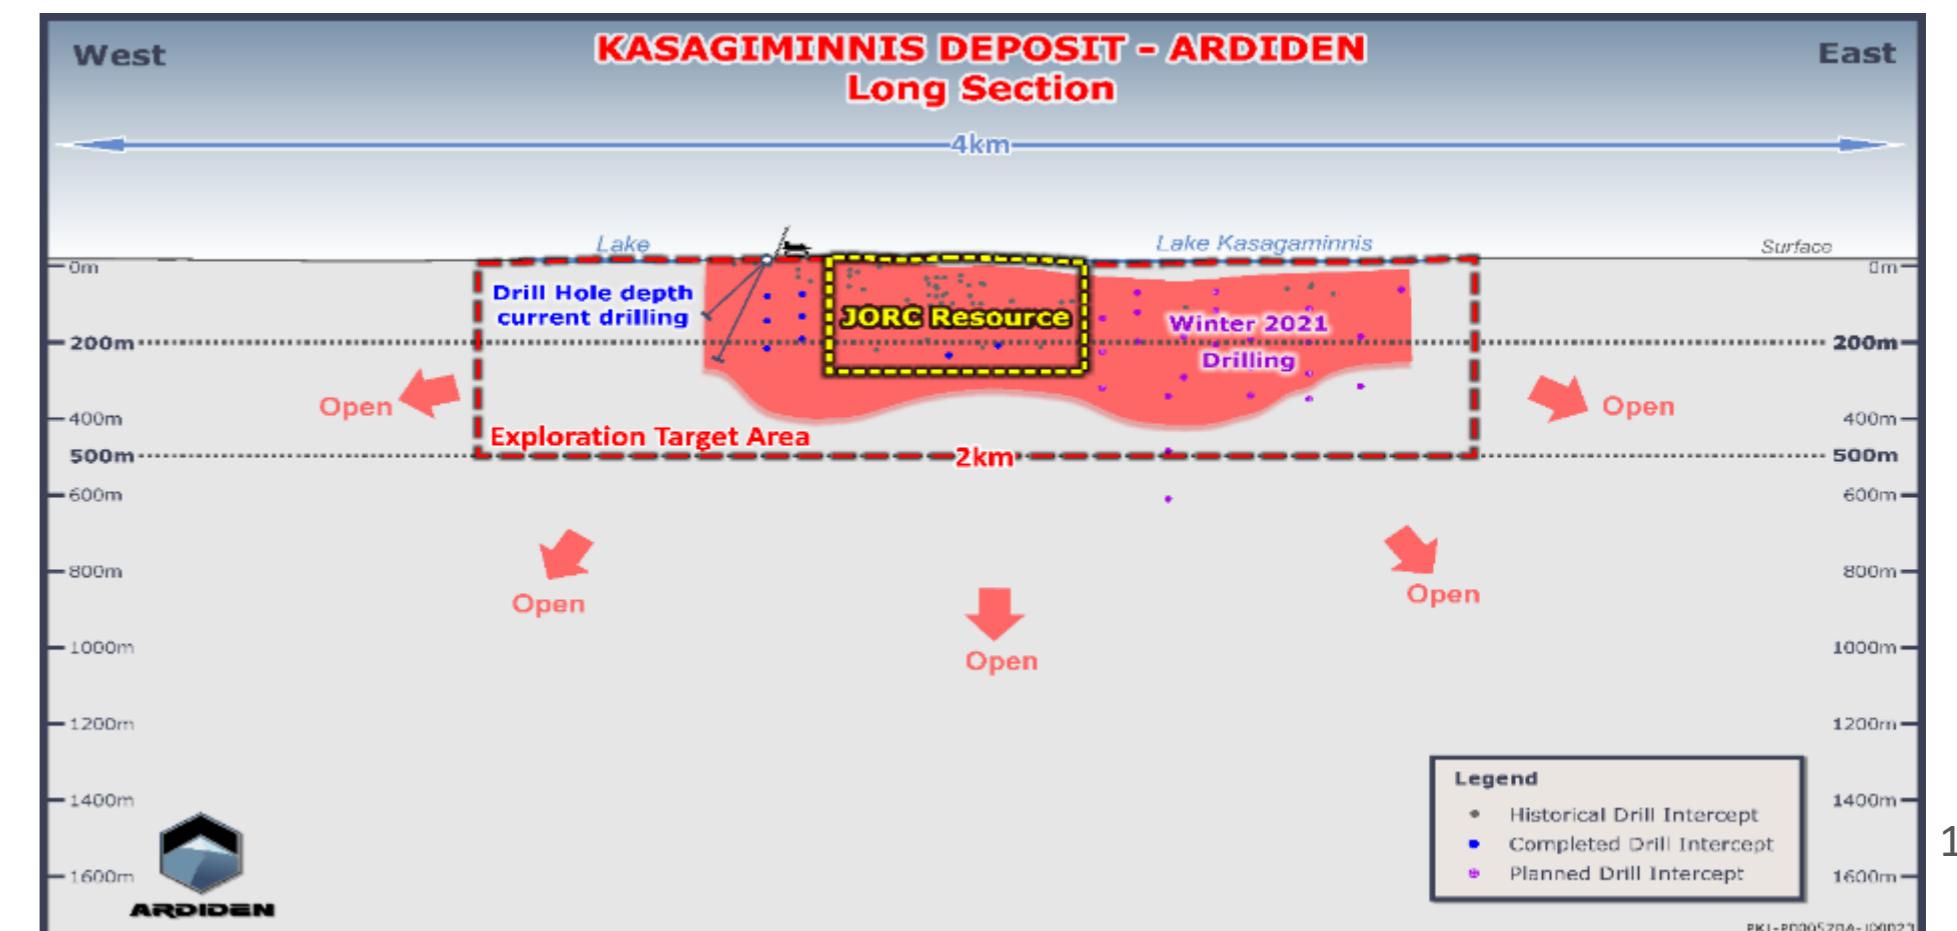 West
KASAGIMINNIS DEPOSIT - ARDIDEN
East
Long Section
4km
Lake
Lake Kasagaminnis
Surface
0m
0m
Drill Hole depth
current drilling
JORC Resource
Winter 2021
Drilling
200m
200m
Open
Open
400m
400m
Exploration Target Area
500m
2km
500m
600m
600m
800m
800m
Open
Open
Open
1000m
1000m
1200m
1200m
Legend
Historical Drill Intercept
Completed Drill Intercept
Planned Drill Intercept
1400m
1400m
1
1600m
1600m
ARDIDEN